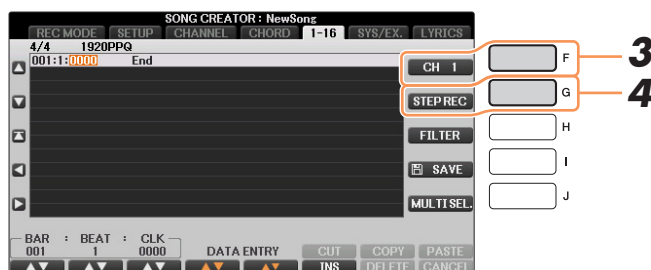 SONG CREATOR : NewSong
REC MODE SETUP CHANNEL CHORD 1-16 SYS/EX. LYRICS
4/4 1920PPQ
001:1:0000 End
CH 1 F 3
STEP REC G 4
FILTER H
SAVE I
MULTI SEL. J
BAR : BEAT : CLK
001 1 0000 DATA ENTRY CUT COPY PASTE
INS DELETE CANCEL